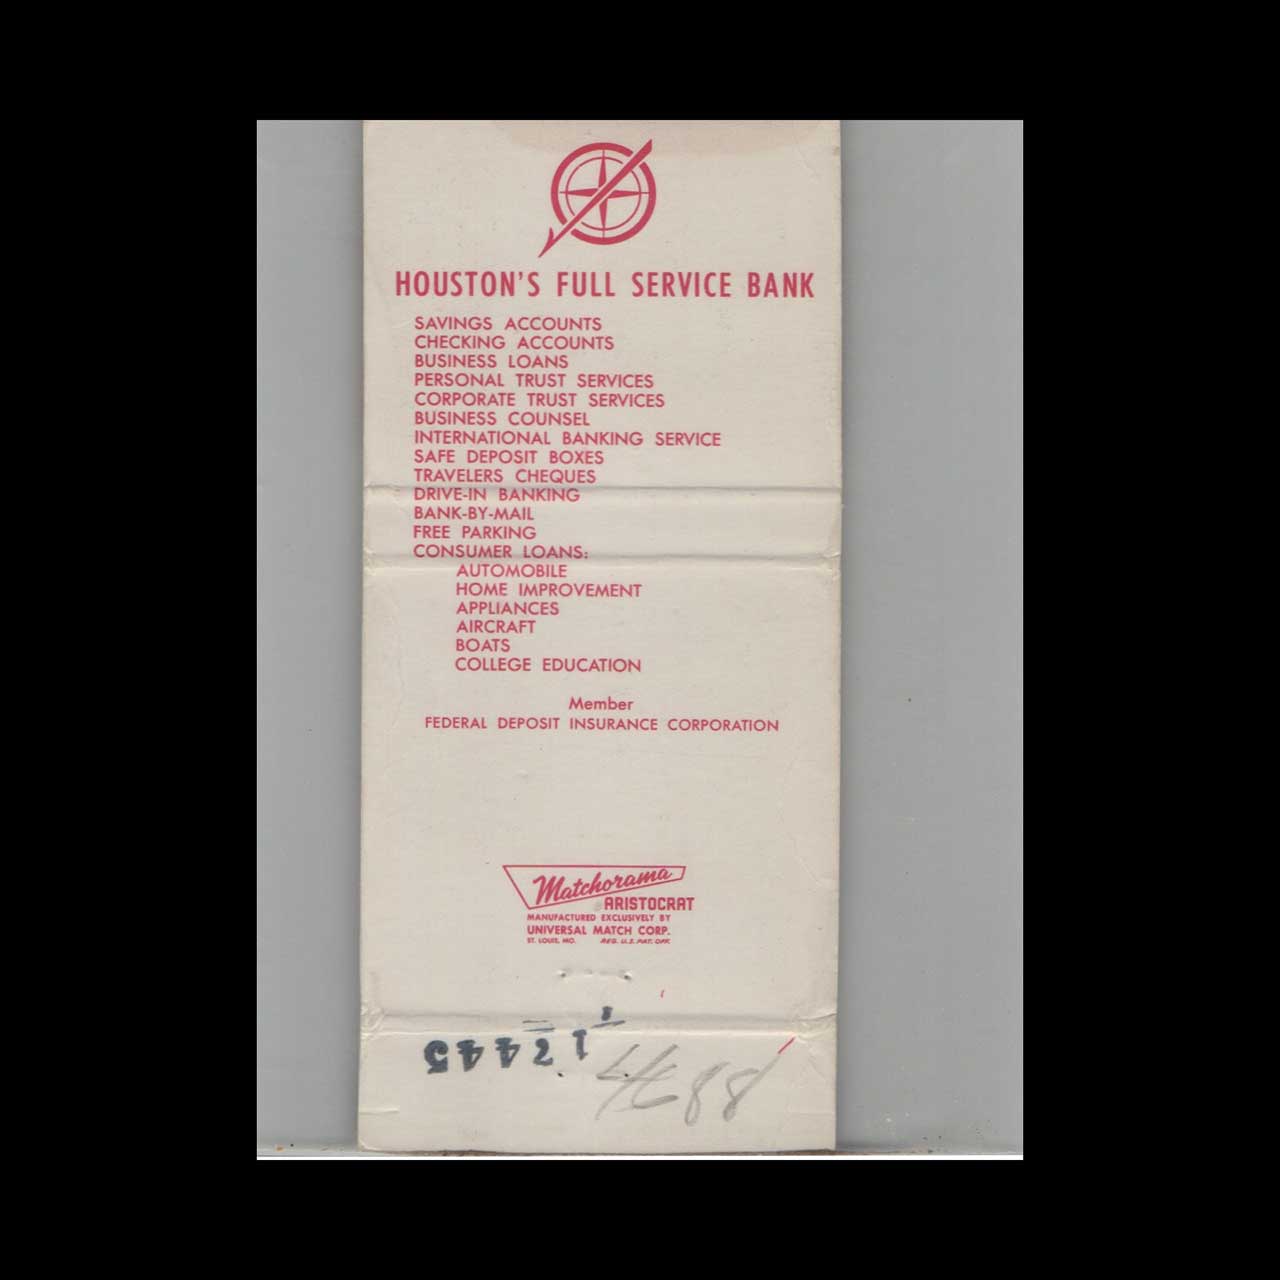 HOUSTON'S FULL SERVICE BANK
SAVINGS ACCOUNTS
CHECKING ACCOUNTS
BUSINESS LOANS
PERSONAL TRUST SERVICES
CORPORATE TRUST SERVICES
BUSINESS COUNSEL
INTERNATIONAL BANKING SERVICE
SAFE DEPOSIT BOXES
TRAVELERS CHEQUES
DRIVE-IN BANKING
BANK-BY-MAIL
FREE PARKING
CONSUMER LOANS:
AUTOMOBILE
HOME IMPROVEMENT
APPLIANCES
AIRCRAFT
BOATS
COLLEGE EDUCATION
Member
FEDERAL DEPOSIT INSURANCE CORPORATION
Matchorama
ARISTOCRAT
MANUFACTURED EXCLUSIVELY BY
UNIVERSAL MATCH CORP.
ST. LOUIS, MO. REG. U.S. PAT. OFF.